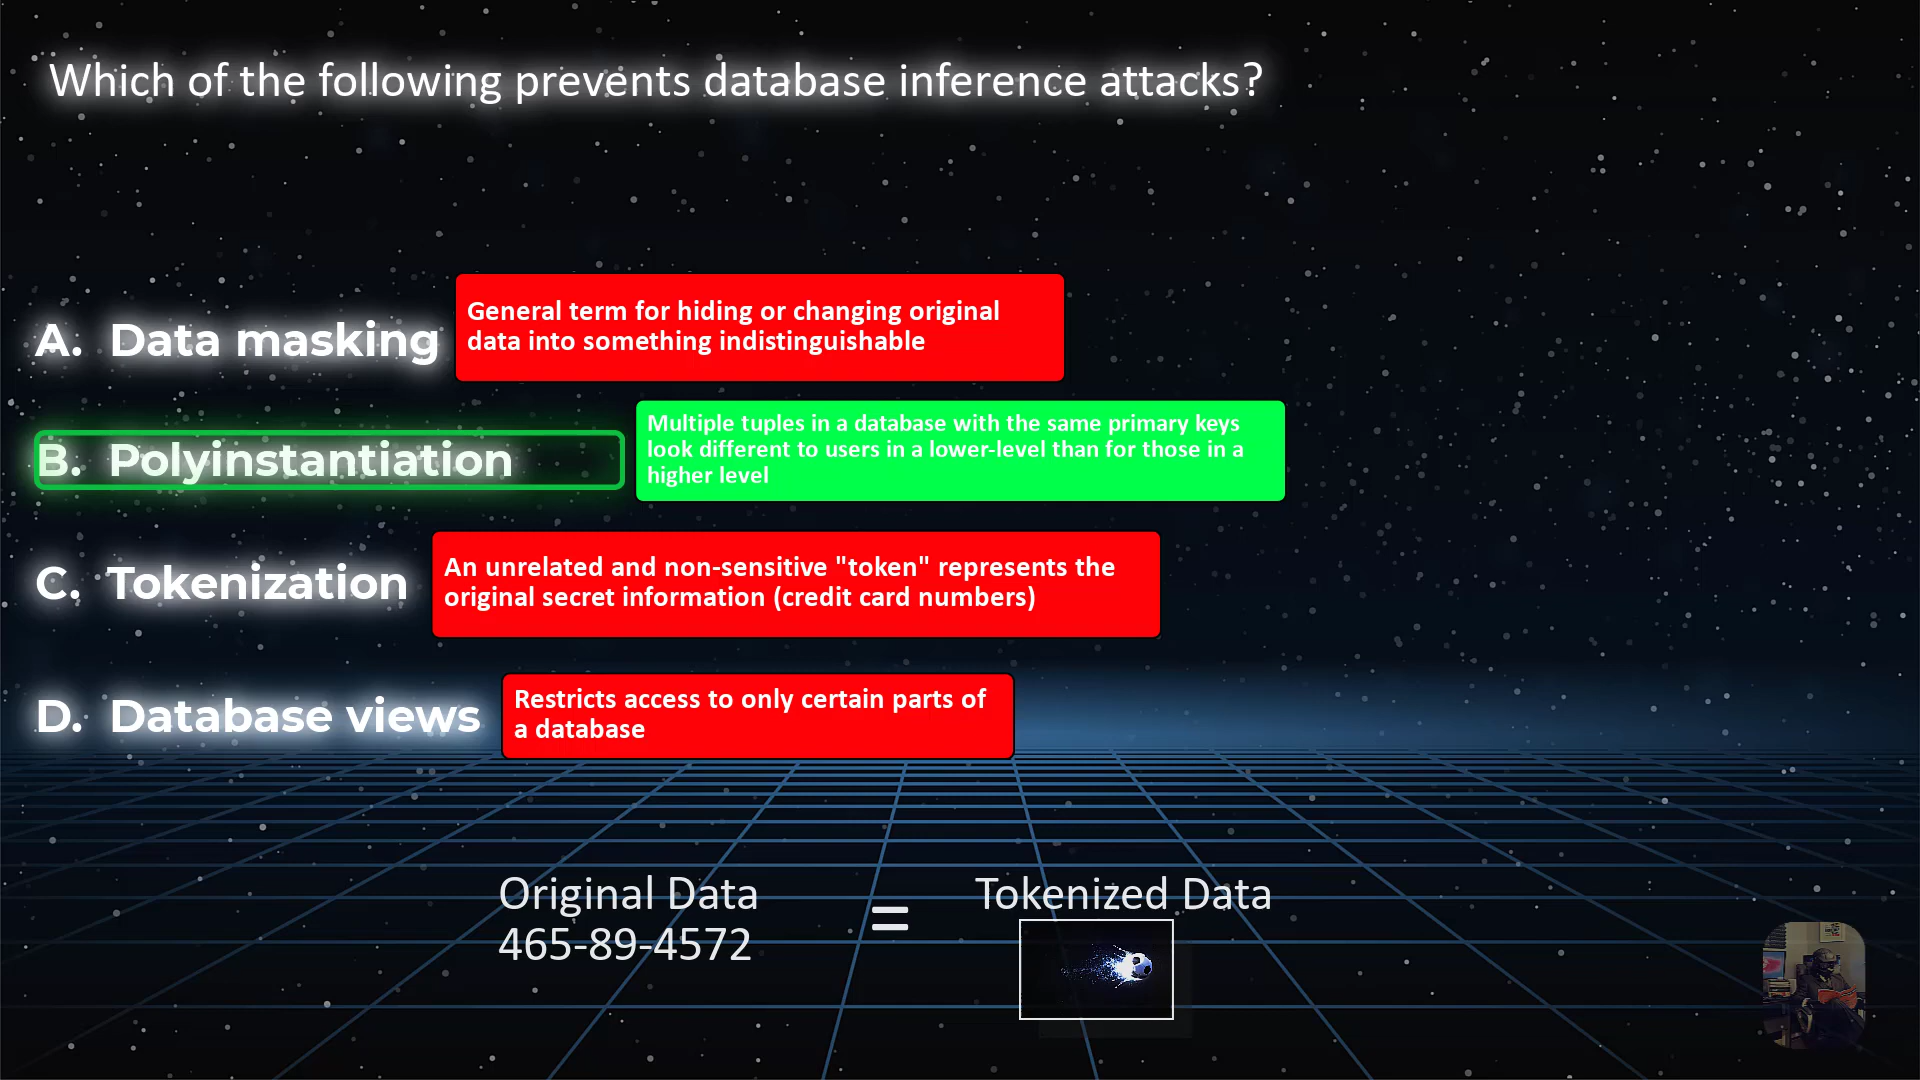 Which of the following prevents database inference attacks?
A. Data masking
General term for hiding or changing original
data into something indistinguishable
B. Polyinstantiation
Multiple tuples in a database with the same primary keys
look different to users in a lower-level than for those in a
higher level
C. Tokenization
An unrelated and non-sensitive "token" represents the
original secret information (credit card numbers)
D. Database views
Restricts access to only certain parts of
a database
Original Data
465-89-4572
=
Tokenized Data